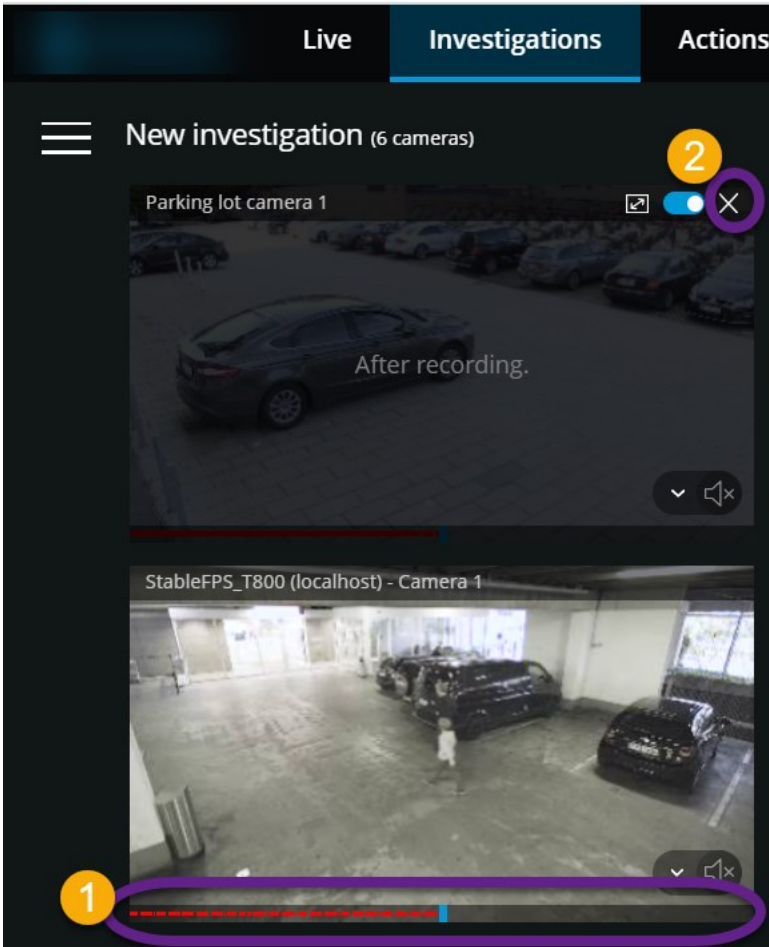 Live Investigations Actions
New investigation (6 cameras)
2
Parking lot camera 1
After recording.
StableFPS_T800 (localhost) - Camera 1
1